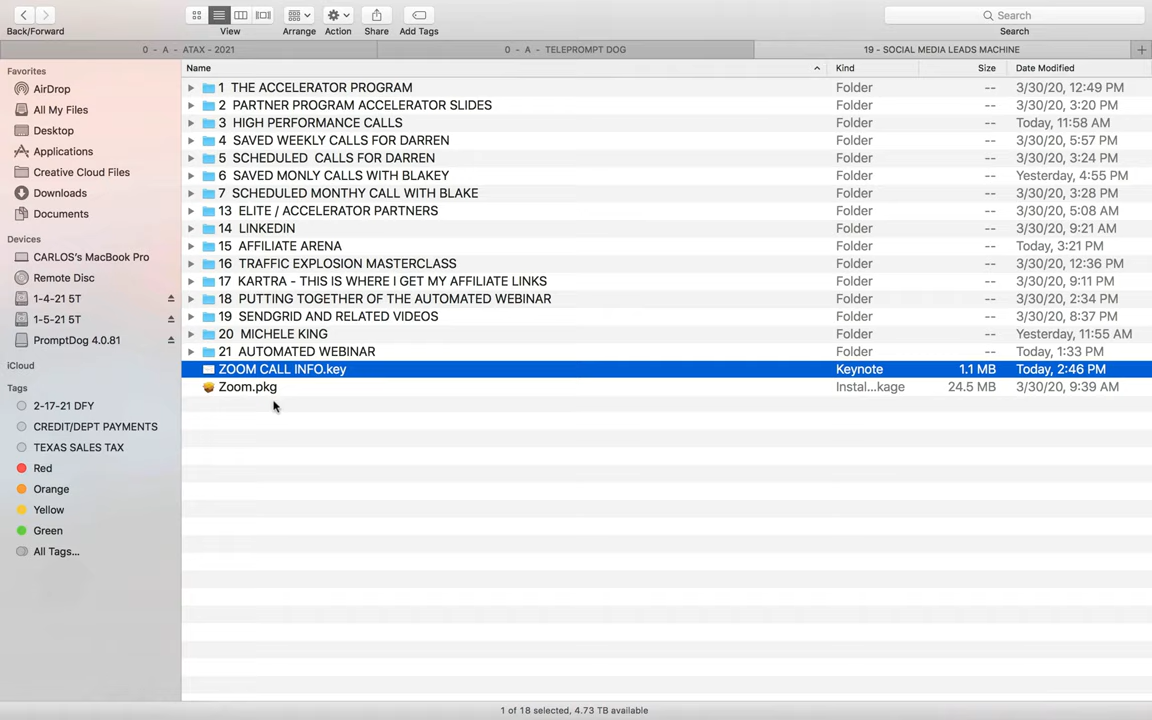 Search
Back/Forward View Arrange Action Share Add Tags Search
0 - A - ATAX - 2021 0 - A - TELEPROMPT DOG 19 - SOCIAL MEDIA LEADS MACHINE
Favorites
AirDrop
All My Files
Desktop
Applications
Creative Cloud Files
Downloads
Documents
Devices
CARLOS's MacBook Pro
Remote Disc
1-4-21 5T
1-5-21 5T
PromptDog 4.0.81
iCloud
Tags
2-17-21 DFY
CREDIT/DEPT PAYMENTS
TEXAS SALES TAX
Red
Orange
Yellow
Green
All Tags...
Name Kind Size Date Modified
1 THE ACCELERATOR PROGRAM Folder -- 3/30/20, 12:49 PM
2 PARTNER PROGRAM ACCELERATOR SLIDES Folder -- 3/30/20, 3:20 PM
3 HIGH PERFORMANCE CALLS Folder -- Today, 11:58 AM
4 SAVED WEEKLY CALLS FOR DARREN Folder -- 3/30/20, 5:57 PM
5 SCHEDULED CALLS FOR DARREN Folder -- 3/30/20, 3:24 PM
6 SAVED MONLY CALLS WITH BLAKEY Folder -- Yesterday, 4:55 PM
7 SCHEDULED MONTHY CALL WITH BLAKE Folder -- 3/30/20, 3:28 PM
13 ELITE / ACCELERATOR PARTNERS Folder -- 3/30/20, 5:08 AM
14 LINKEDIN Folder -- 3/30/20, 9:21 AM
15 AFFILIATE ARENA Folder -- Today, 3:21 PM
16 TRAFFIC EXPLOSION MASTERCLASS Folder -- 3/30/20, 12:36 PM
17 KARTRA - THIS IS WHERE I GET MY AFFILIATE LINKS Folder -- 3/30/20, 9:11 PM
18 PUTTING TOGETHER OF THE AUTOMATED WEBINAR Folder -- 3/30/20, 2:34 PM
19 SENDGRID AND RELATED VIDEOS Folder -- 3/30/20, 8:37 PM
20 MICHELE KING Folder -- Yesterday, 11:55 AM
21 AUTOMATED WEBINAR Folder -- Today, 1:33 PM
ZOOM CALL INFO.key Keynote 1.1 MB Today, 2:46 PM
Zoom.pkg Instal...kage 24.5 MB 3/30/20, 9:39 AM
1 of 18 selected, 4.73 TB available